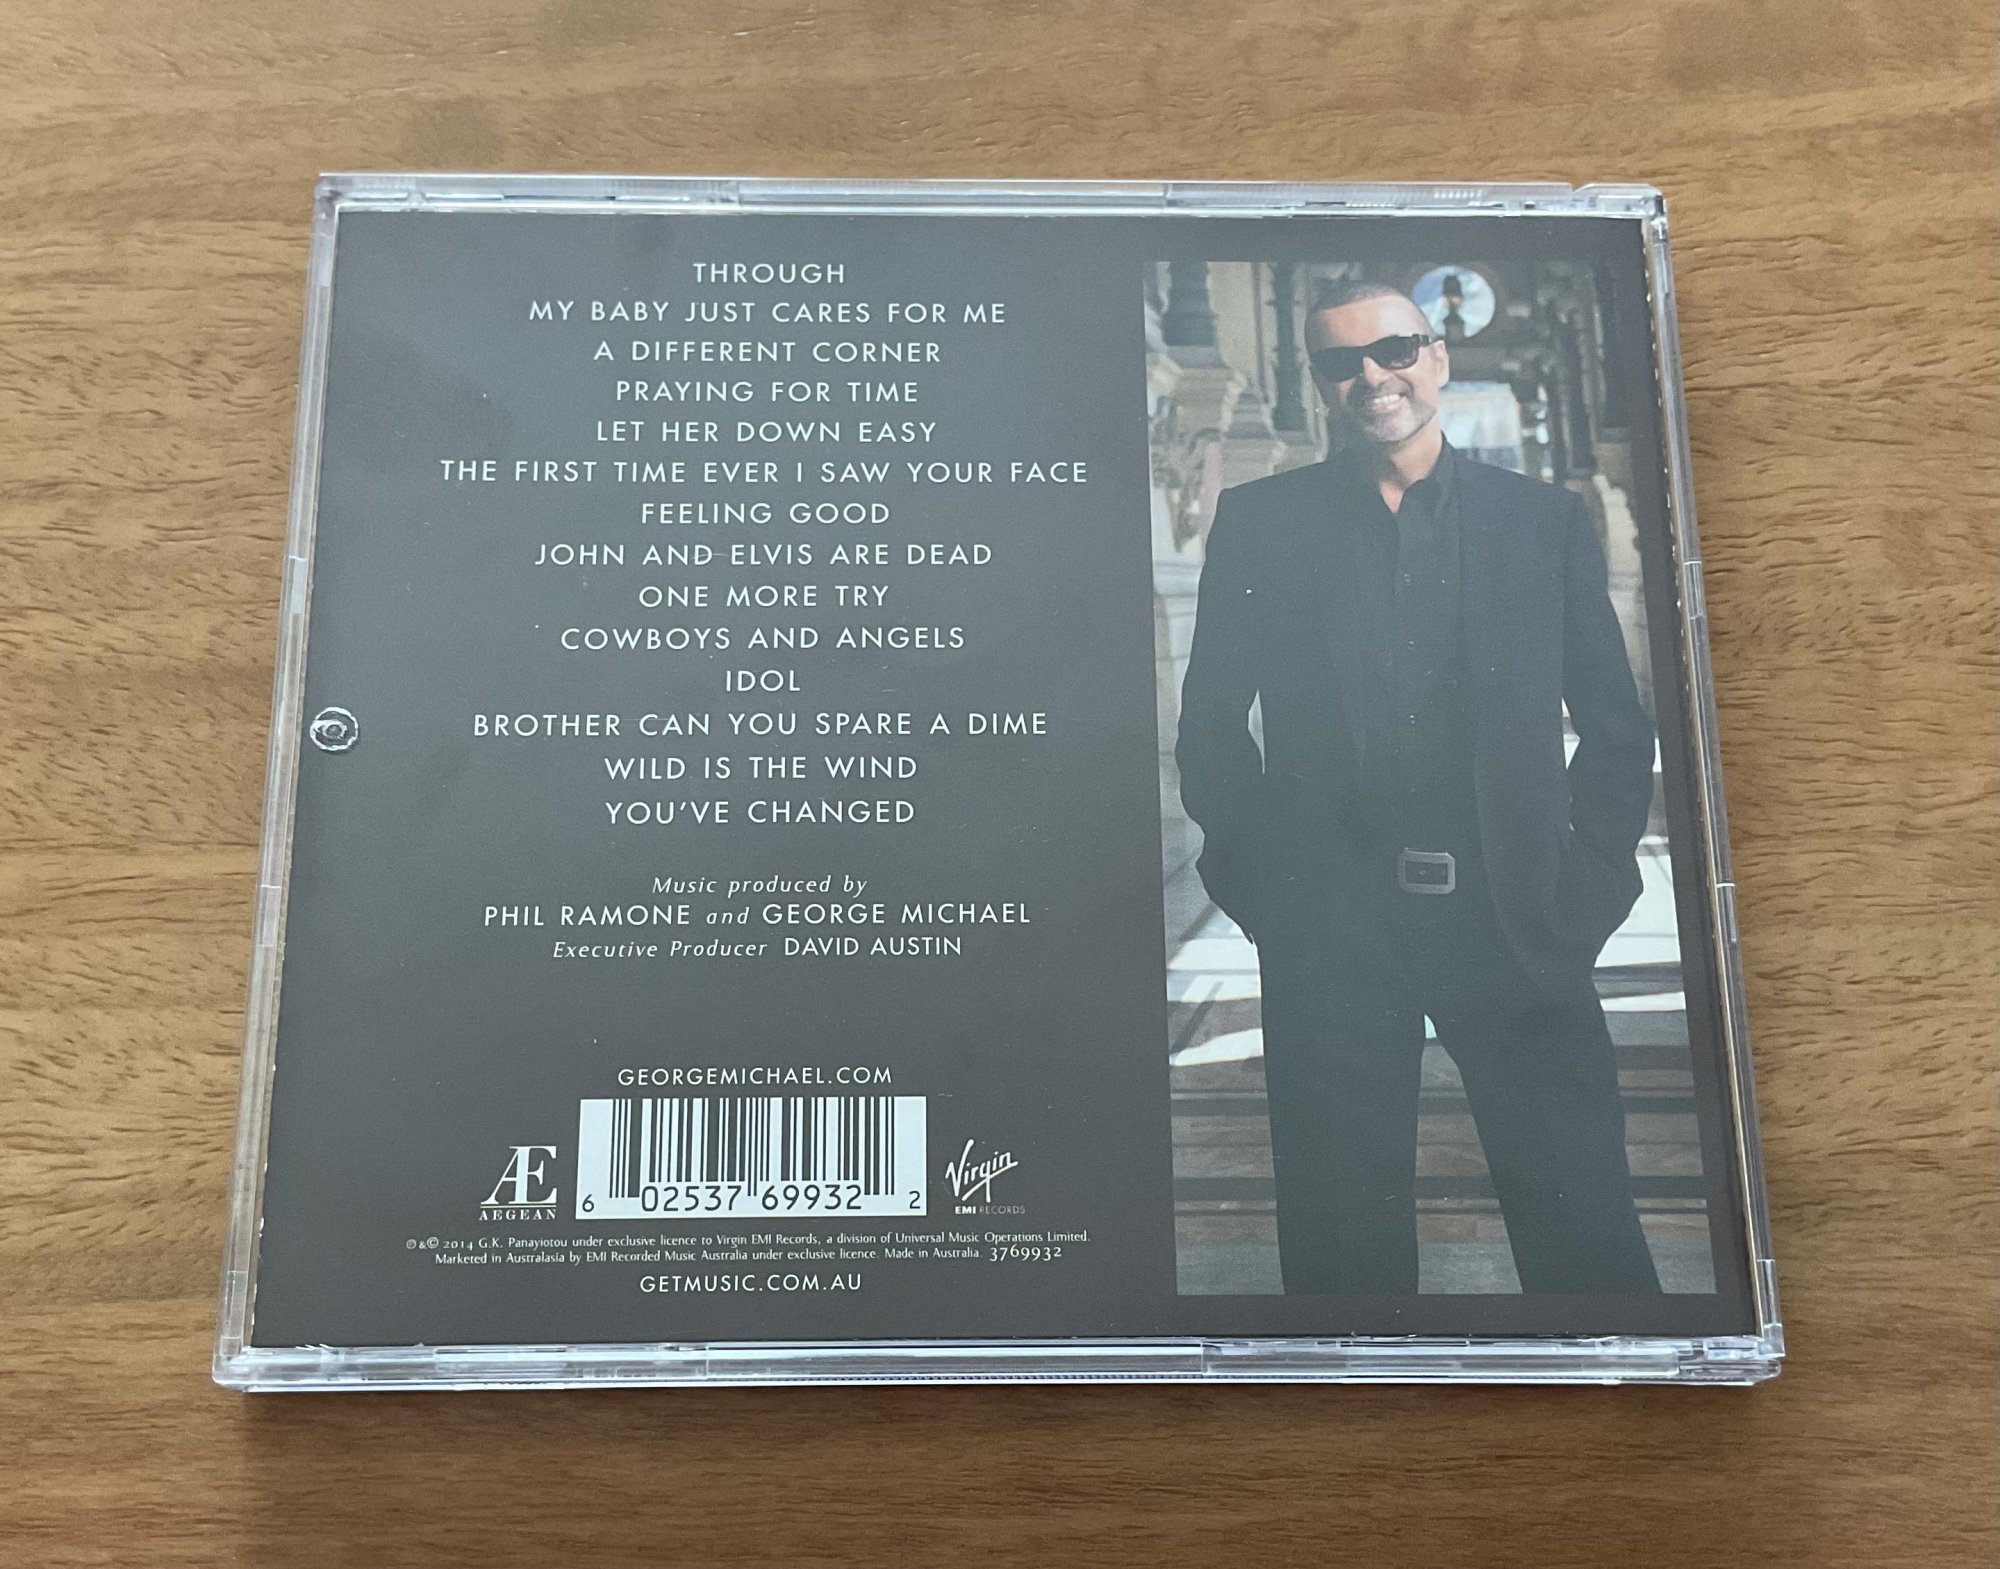 THROUGH
MY BABY JUST CARES FOR ME
A DIFFERENT CORNER
PRAYING FOR TIME
LET HER DOWN EASY
THE FIRST TIME EVER I SAW YOUR FACE
FEELING GOOD
JOHN AND ELVIS ARE DEAD
ONE MORE TRY
COWBOYS AND ANGELS
IDOL
BROTHER CAN YOU SPARE A DIME
WILD IS THE WIND
YOU'VE CHANGED
Music produced by
PHIL RAMONE and GEORGE MICHAEL
Executive Producer DAVID AUSTIN
GEORGEMICHAEL.COM
Æ
AEGEAN
6 02537 69932 2
Virgin
EMI RECORDS
℗ & © 2014 G.K. Panayiotou under exclusive licence to Virgin EMI Records, a division of Universal Music Operations Limited.
Marketed in Australasia by EMI Recorded Music Australia under exclusive licence. Made in Australia. 3769932
GETMUSIC.COM.AU